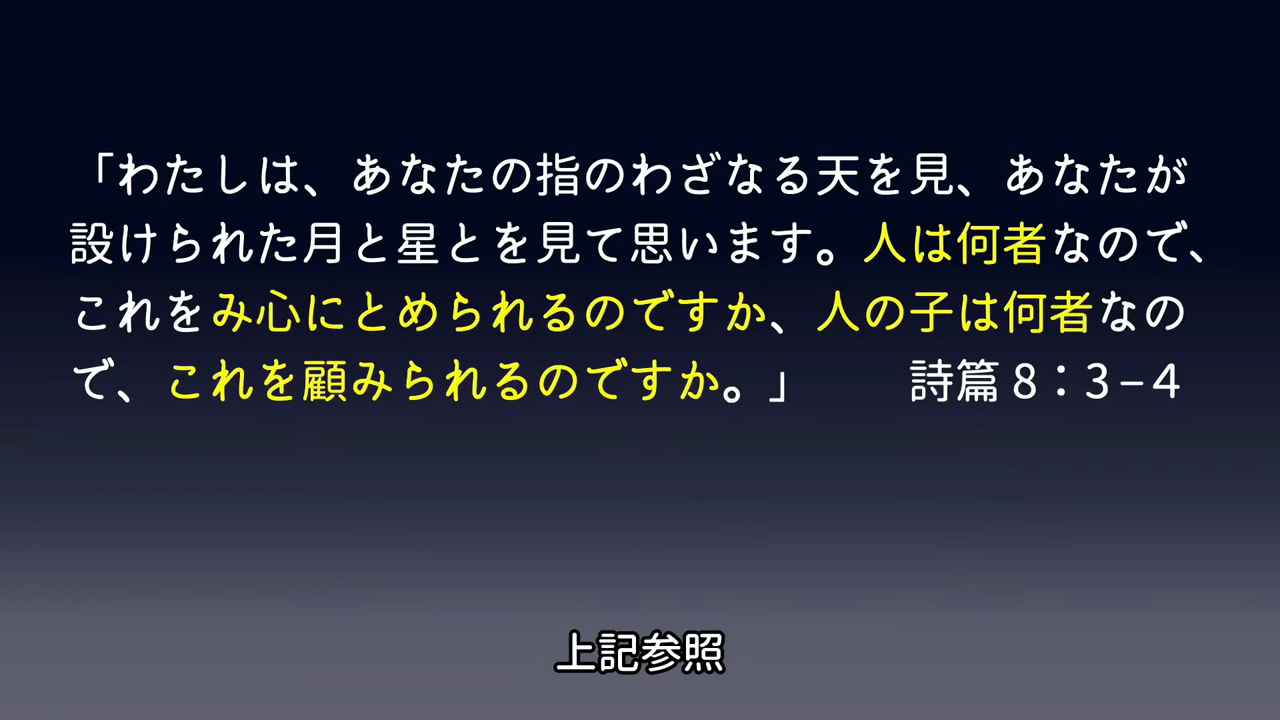 「わたしは、あなたの指のわざなる天を見、あなたが
設けられた月と星とを見て思います。人は何者なので、
これをみ心にとめられるのですか、人の子は何者なの
で、これを顧みられるのですか。」 詩篇8：3–4
上記参照